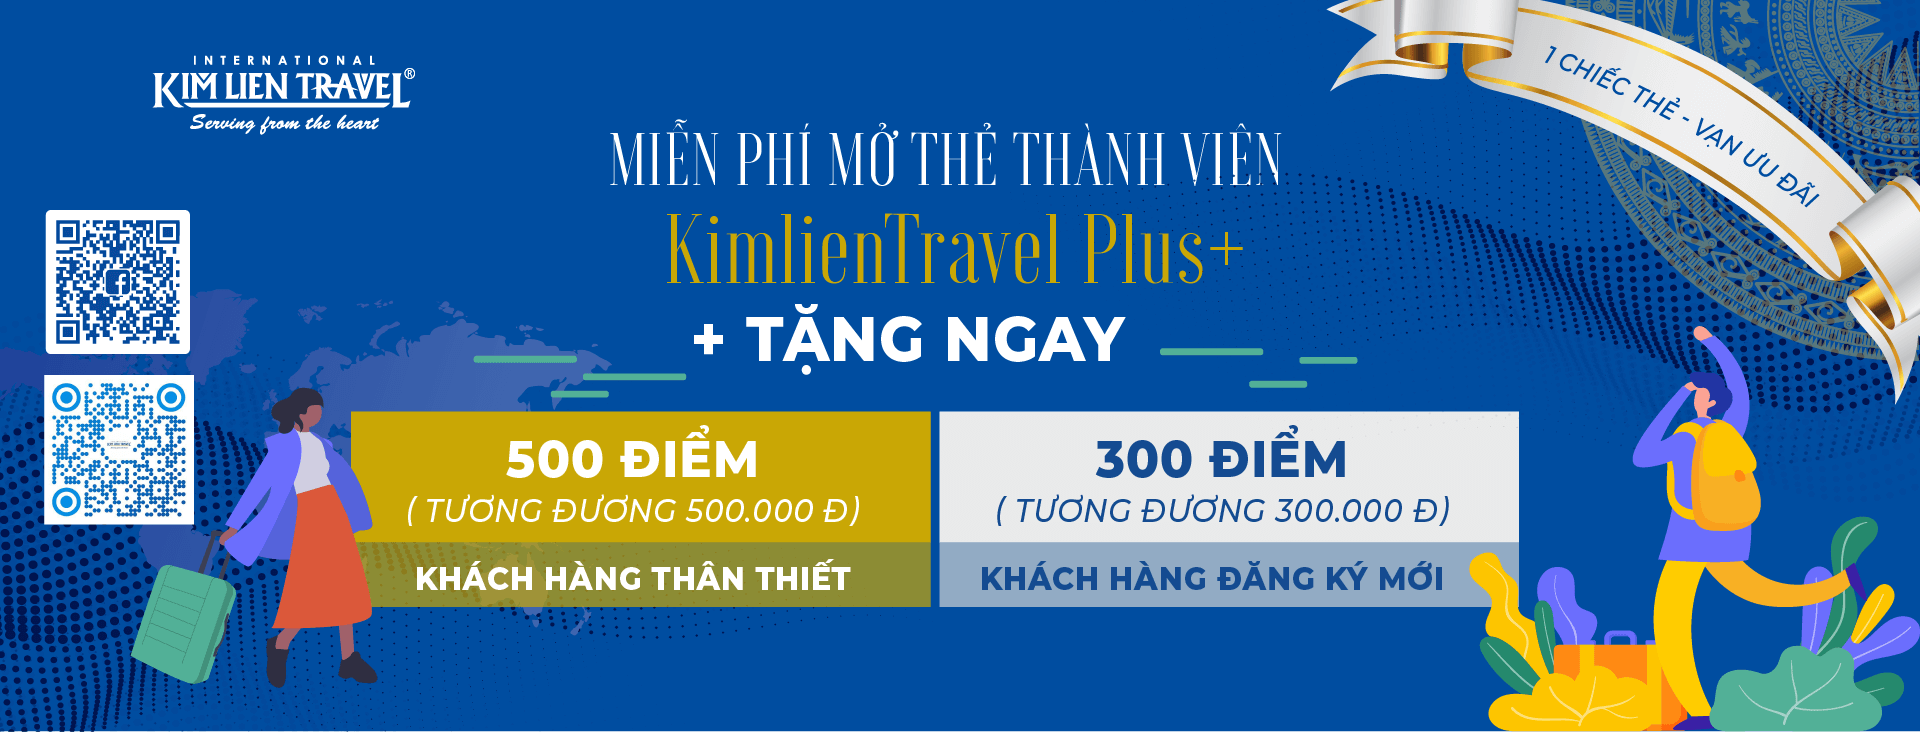 INTERNATIONAL
KIM LIEN TRAVEL®
Serving from the heart
1 CHIẾC THẺ - VẠN ƯU ĐÃI
MIỄN PHÍ MỞ THẺ THÀNH VIÊN
KimlienTravel Plus+
+ TẶNG NGAY
500 ĐIỂM
( TƯƠNG ĐƯƠNG 500.000 Đ)
KHÁCH HÀNG THÂN THIẾT
300 ĐIỂM
( TƯƠNG ĐƯƠNG 300.000 Đ)
KHÁCH HÀNG ĐĂNG KÝ MỚI